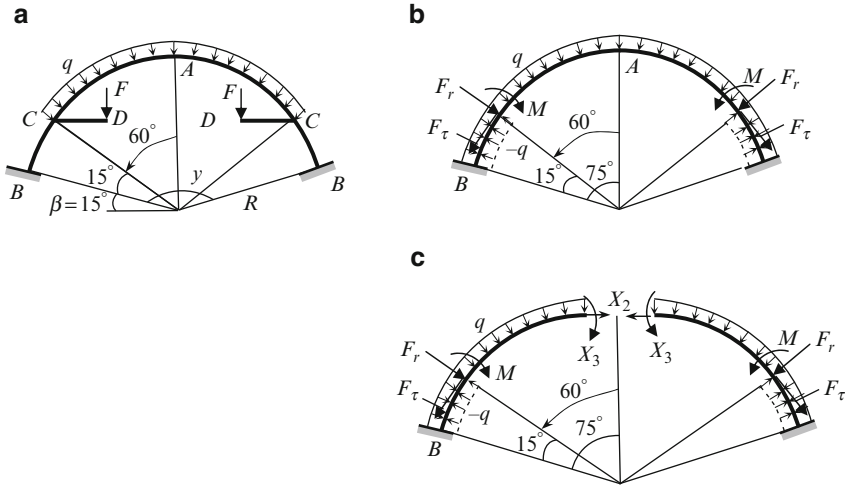 a
q
A
F
F
C
D
D
C
60°
15°
y
B
B
β=15°
R
b
q
A
M
F_r
F_r
M
F_τ
60°
F_τ
−q
15°
75°
B
c
X_2
q
X_3
X_3
M
F_r
F_r
M
60°
F_τ
F_τ
−q
75°
15°
B